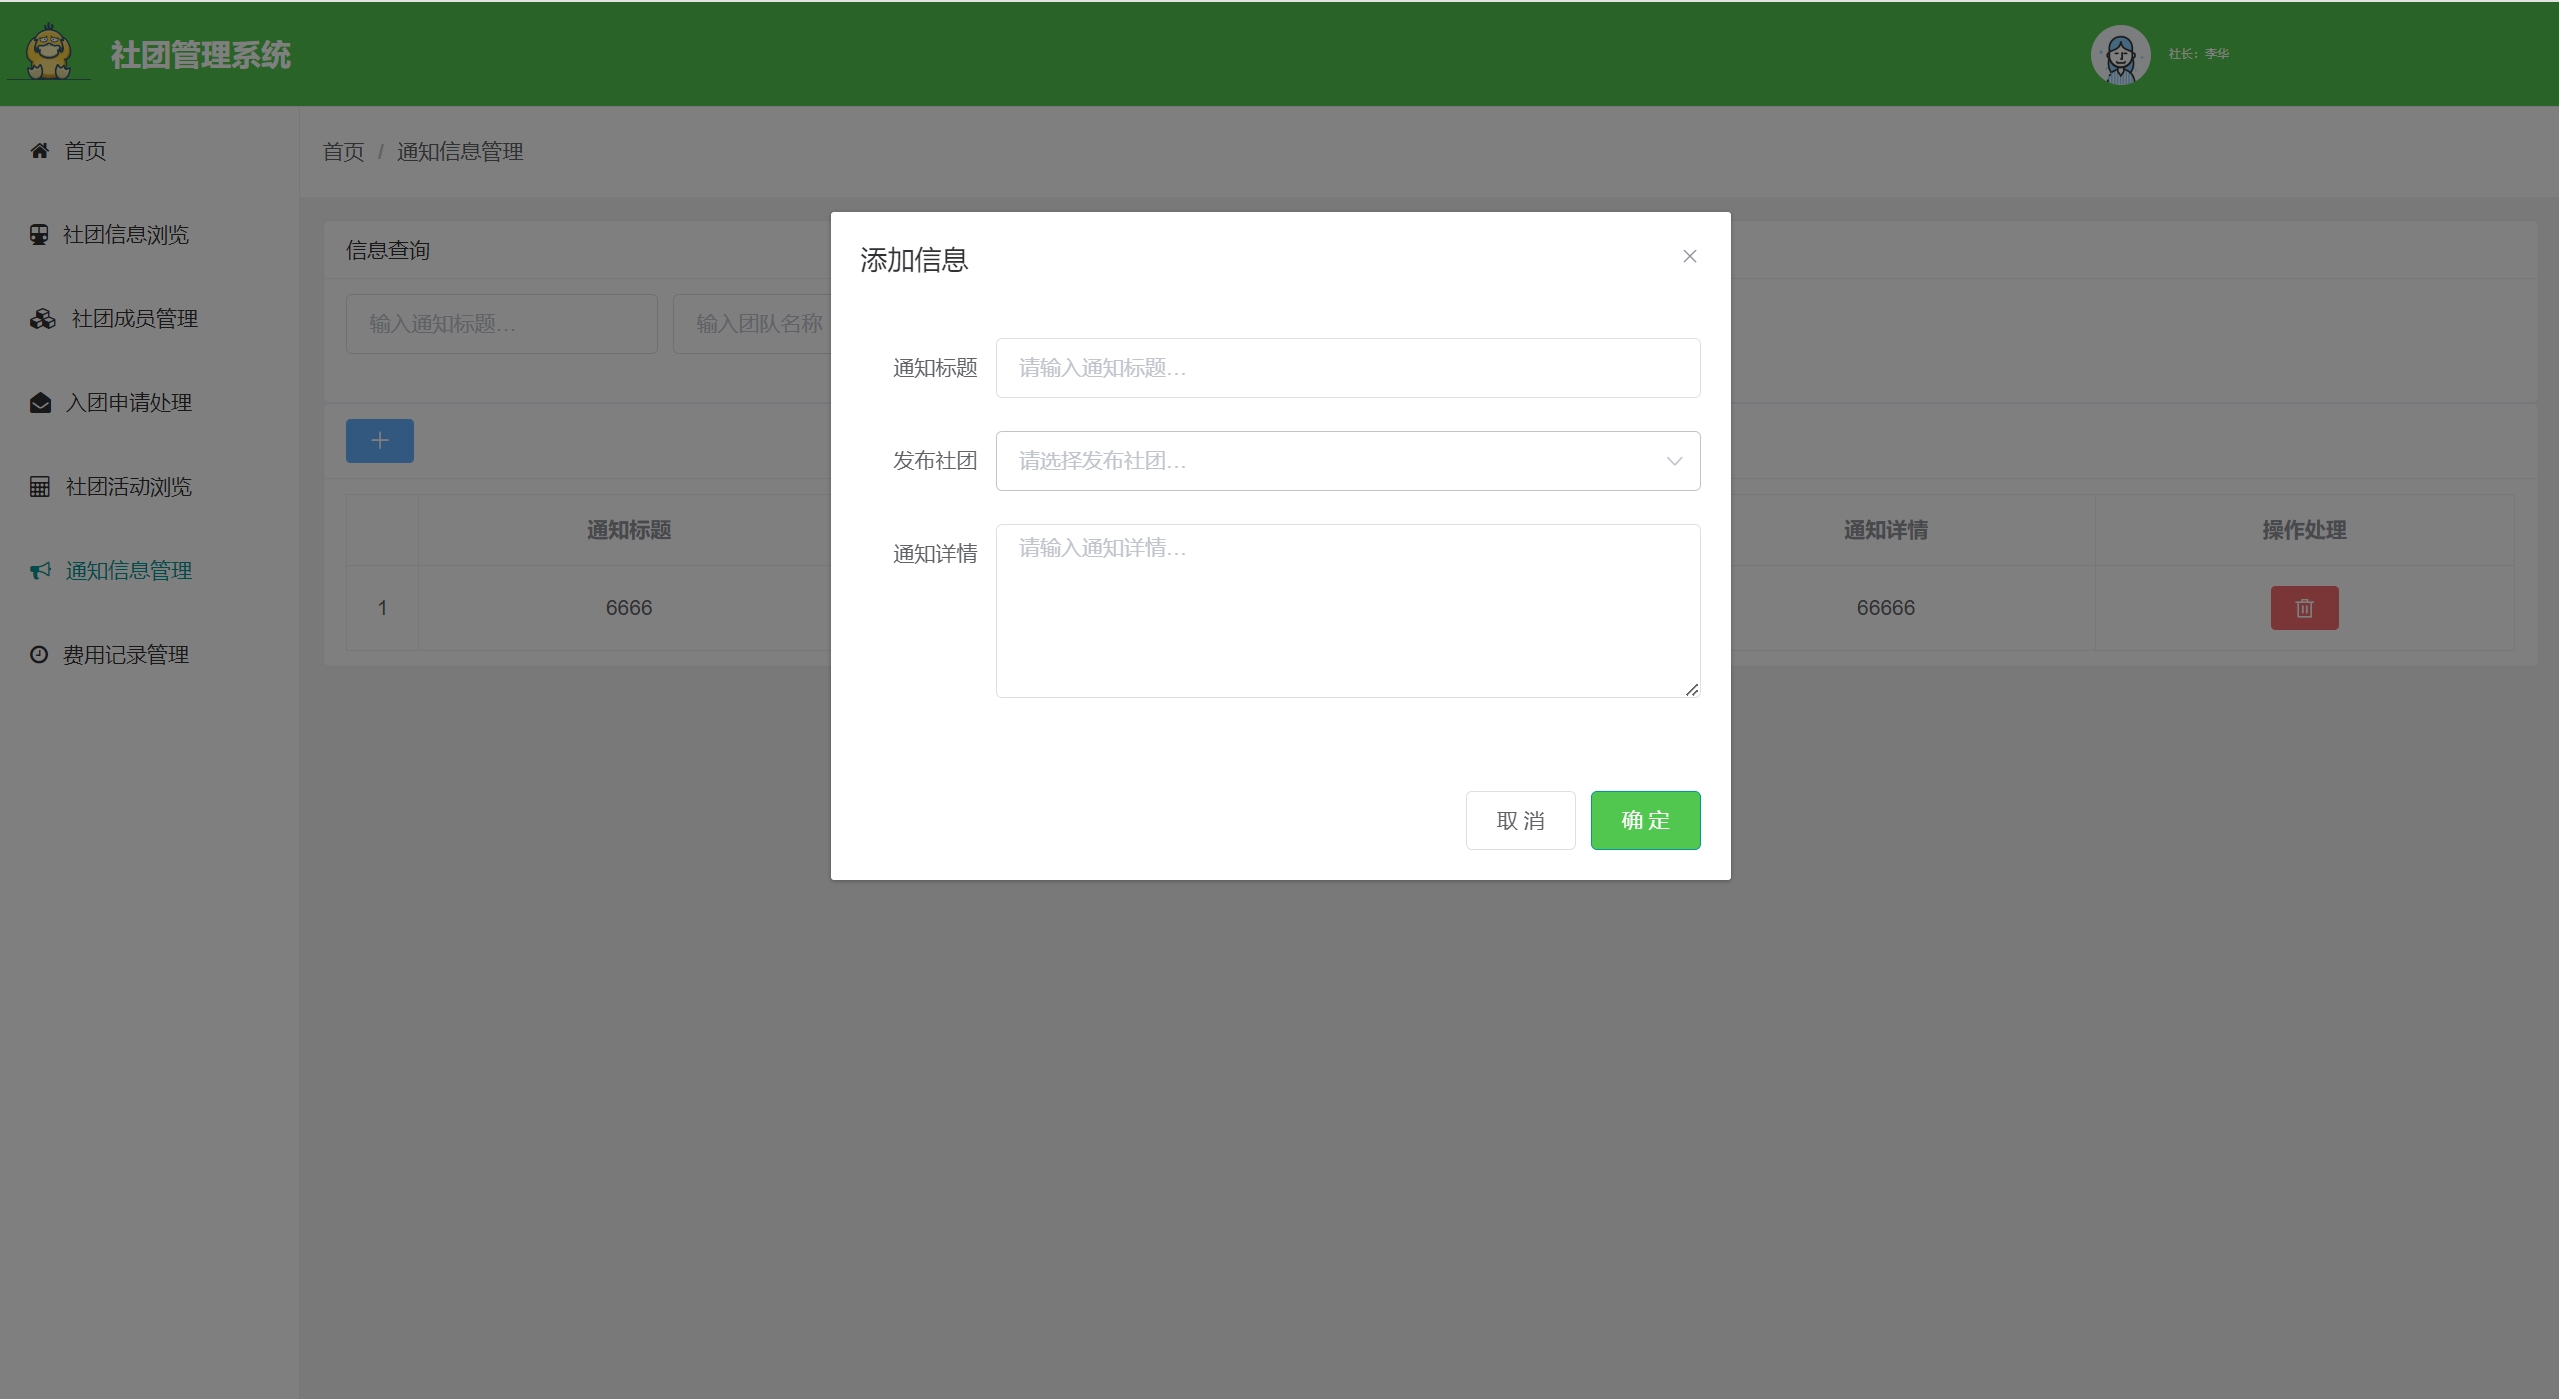 社团管理系统
社长：李华
首页
社团信息浏览
社团成员管理
入团申请处理
社团活动浏览
通知信息管理
费用记录管理
首页 / 通知信息管理
信息查询
输入通知标题…
输入团队名称
通知标题
通知详情
操作处理
1
6666
66666
添加信息
通知标题
请输入通知标题…
发布社团
请选择发布社团…
通知详情
请输入通知详情…
取 消
确 定